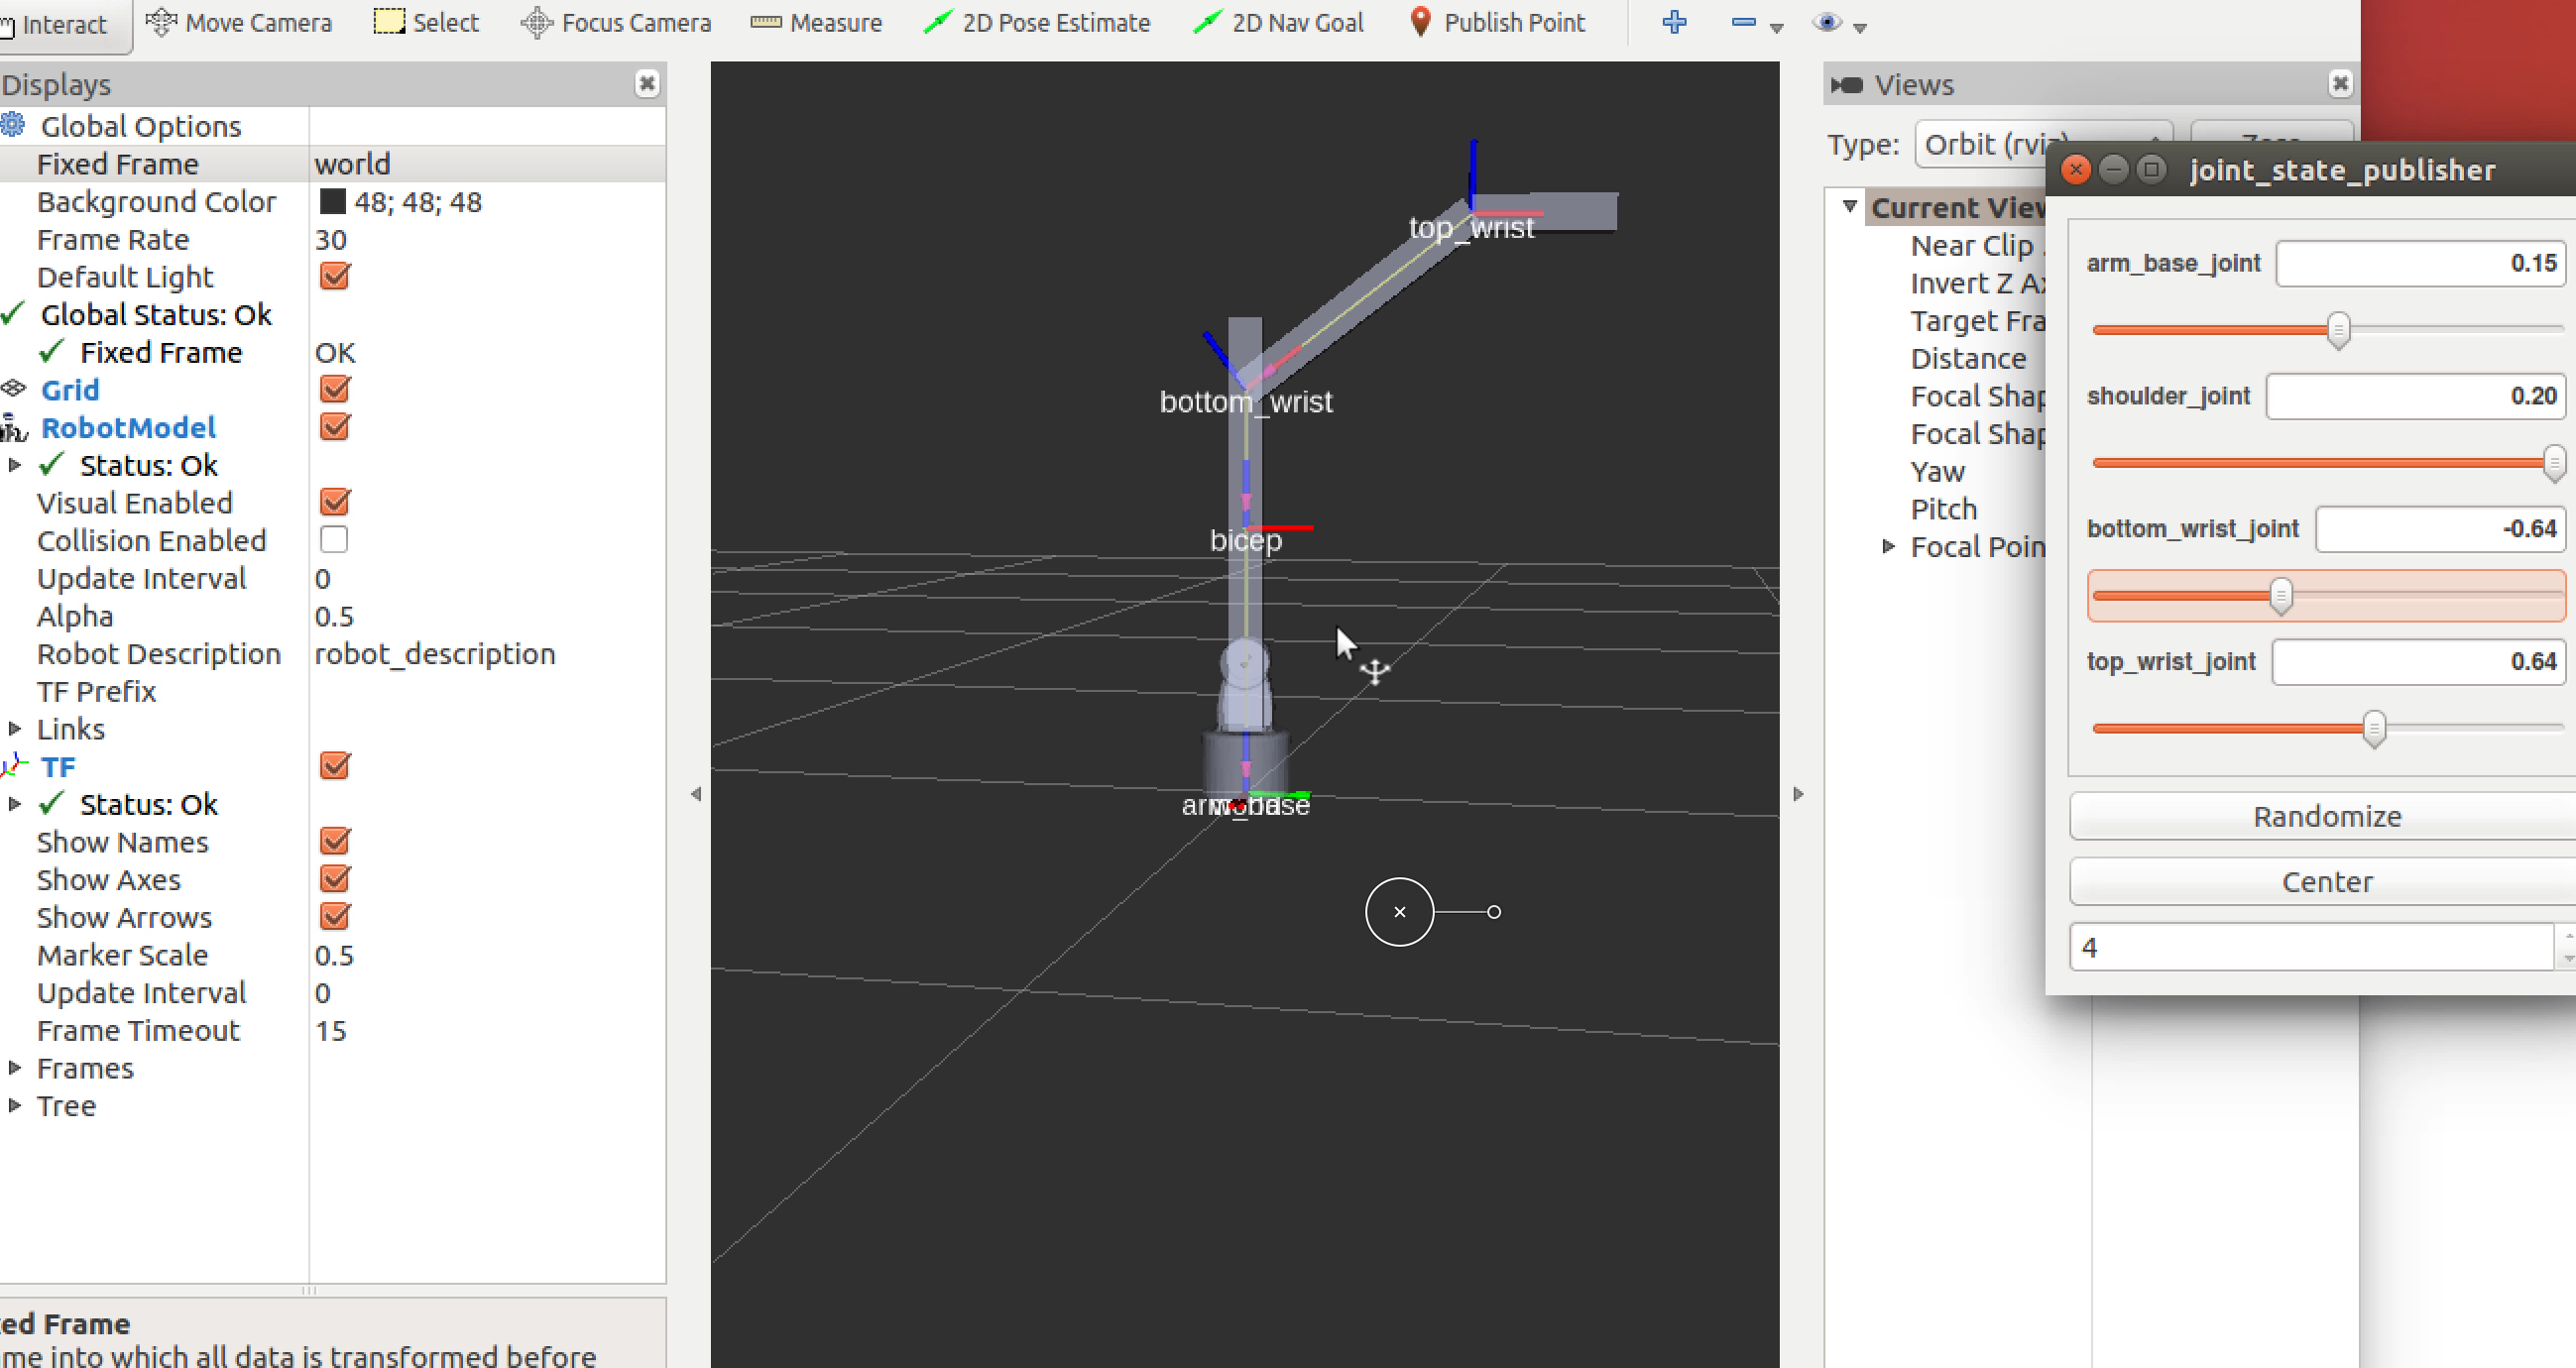 Interact Move Camera Select Focus Camera Measure 2D Pose Estimate 2D Nav Goal Publish Point
Displays
Global Options
Fixed Frame world
Background Color 48; 48; 48
Frame Rate 30
Default Light
Global Status: Ok
Fixed Frame OK
Grid
RobotModel
Status: Ok
Visual Enabled
Collision Enabled
Update Interval 0
Alpha 0.5
Robot Description robot_description
TF Prefix
Links
TF
Status: Ok
Show Names
Show Axes
Show Arrows
Marker Scale 0.5
Update Interval 0
Frame Timeout 15
Frames
Tree
ed Frame
me into which all data is transformed before
top_wrist
bottom_wrist
bicep
Views
Type: Orbit (rviz)
Current View
Near Clip
Invert Z Ax
Target Fra
Distance
Focal Shap
Focal Shap
Yaw
Pitch
Focal Poin
joint_state_publisher
arm_base_joint 0.15
shoulder_joint 0.20
bottom_wrist_joint -0.64
top_wrist_joint 0.64
Randomize
Center
4